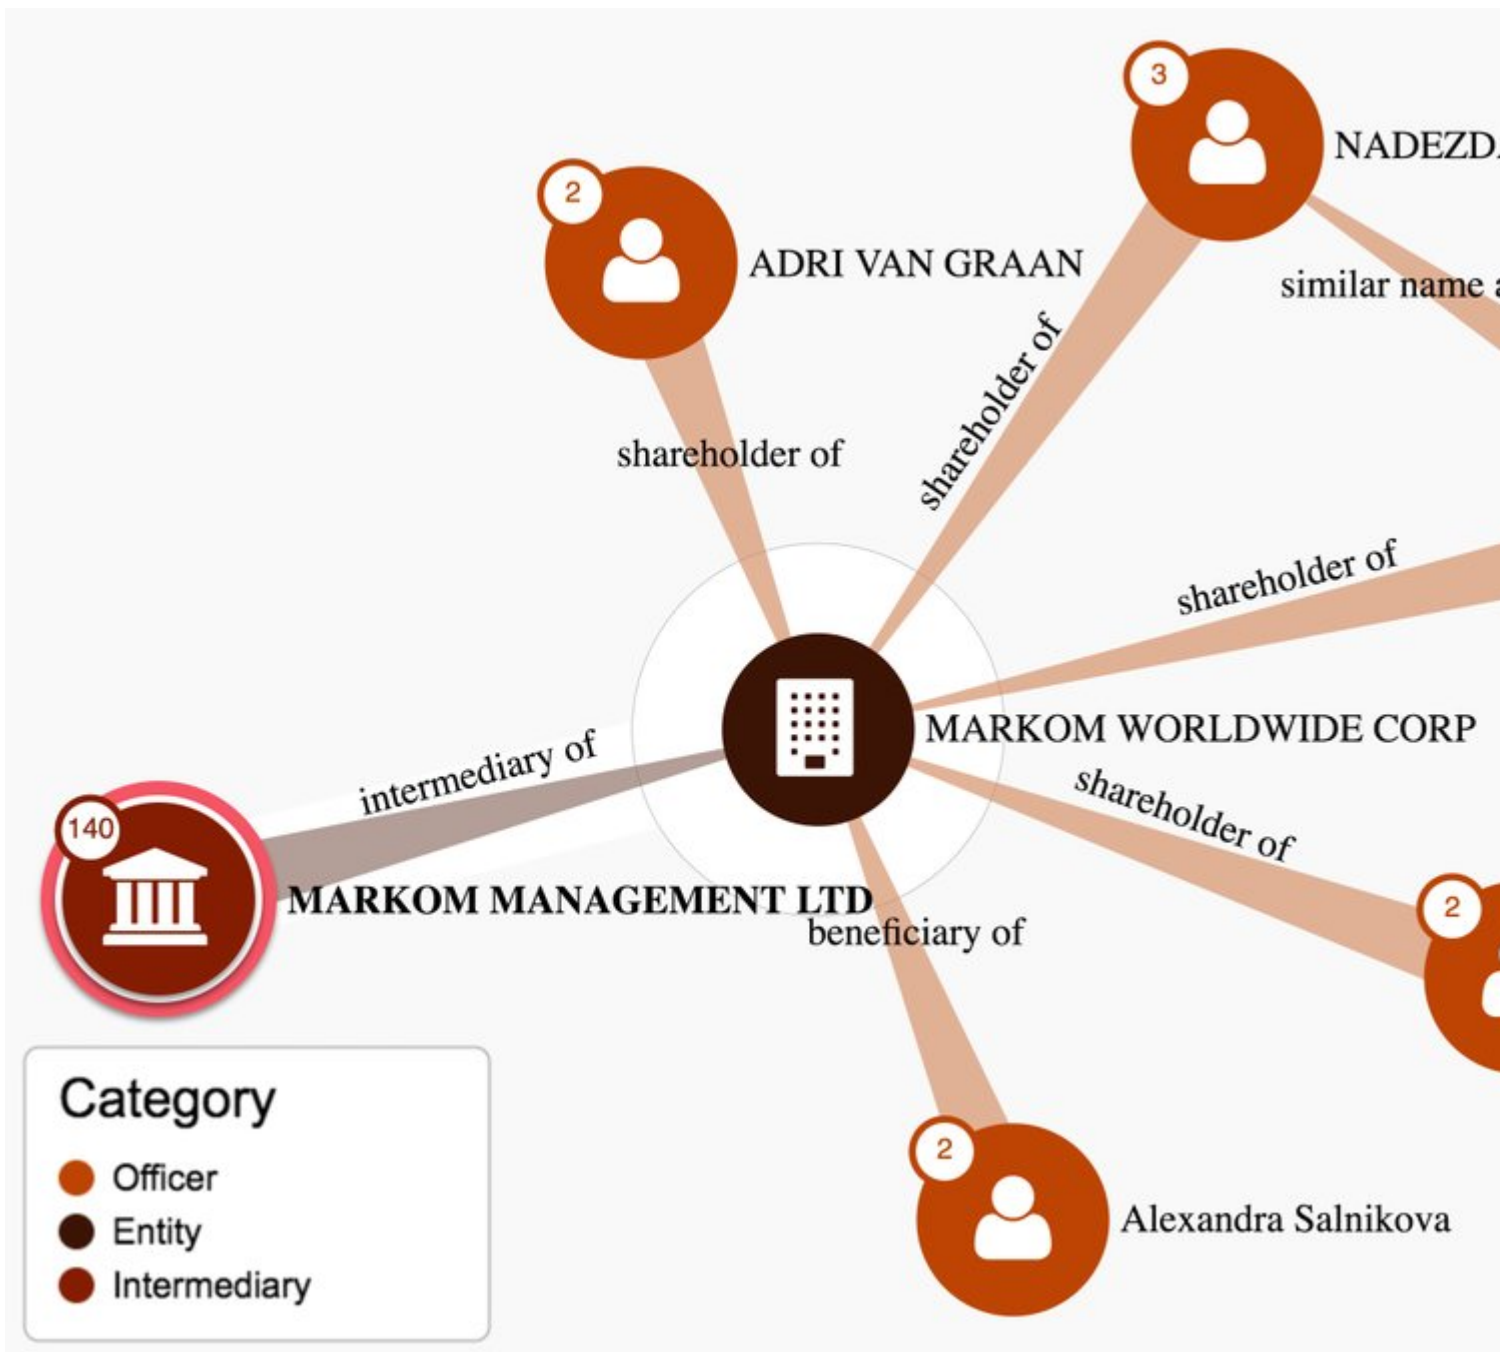 3
NADEZD
2
ADRI VAN GRAAN
similar name
shareholder of
shareholder of
shareholder of
MARKOM WORLDWIDE CORP
intermediary of
shareholder of
140
MARKOM MANAGEMENT LTD
2
beneficiary of
Category
Officer
Entity
Intermediary
2
Alexandra Salnikova